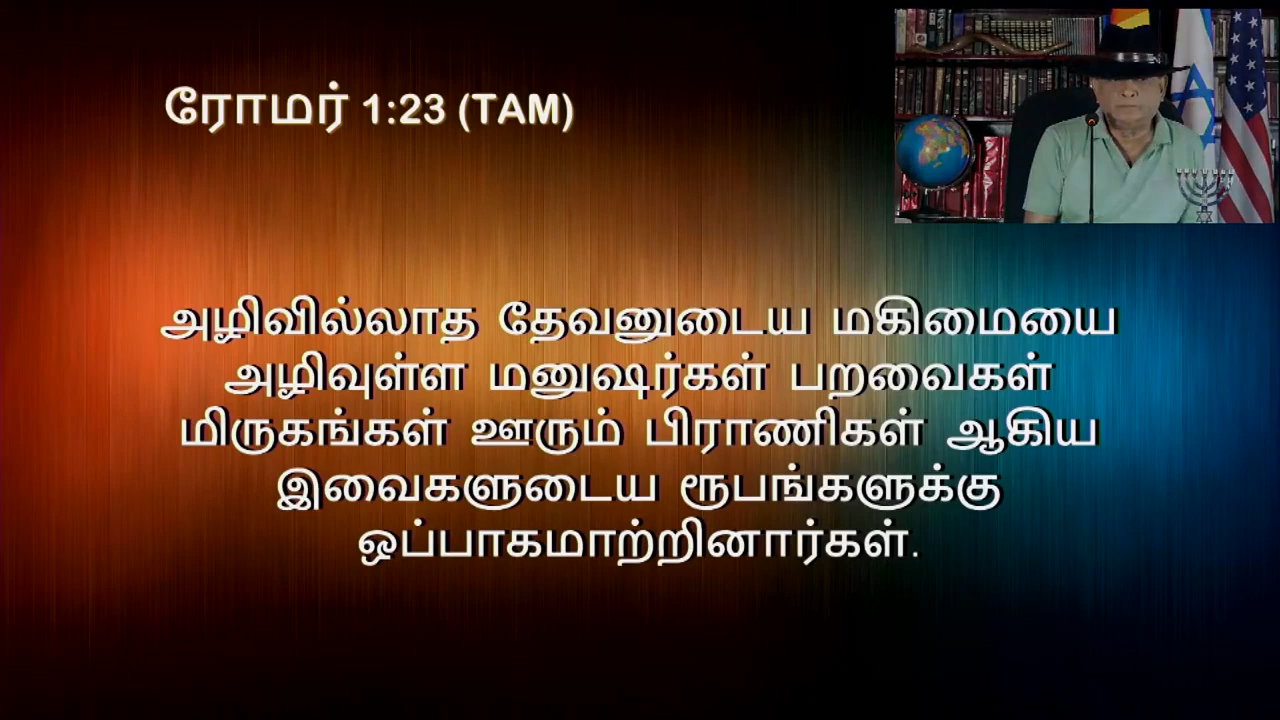 ரோமர் 1:23 (TAM)
அழிவில்லாத தேவனுடைய மகிமையை
அழிவுள்ள மனுஷர்கள் பறவைகள்
மிருகங்கள் ஊரும் பிராணிகள் ஆகிய
இவைகளுடைய ரூபங்களுக்கு
ஒப்பாகமாற்றினார்கள்.